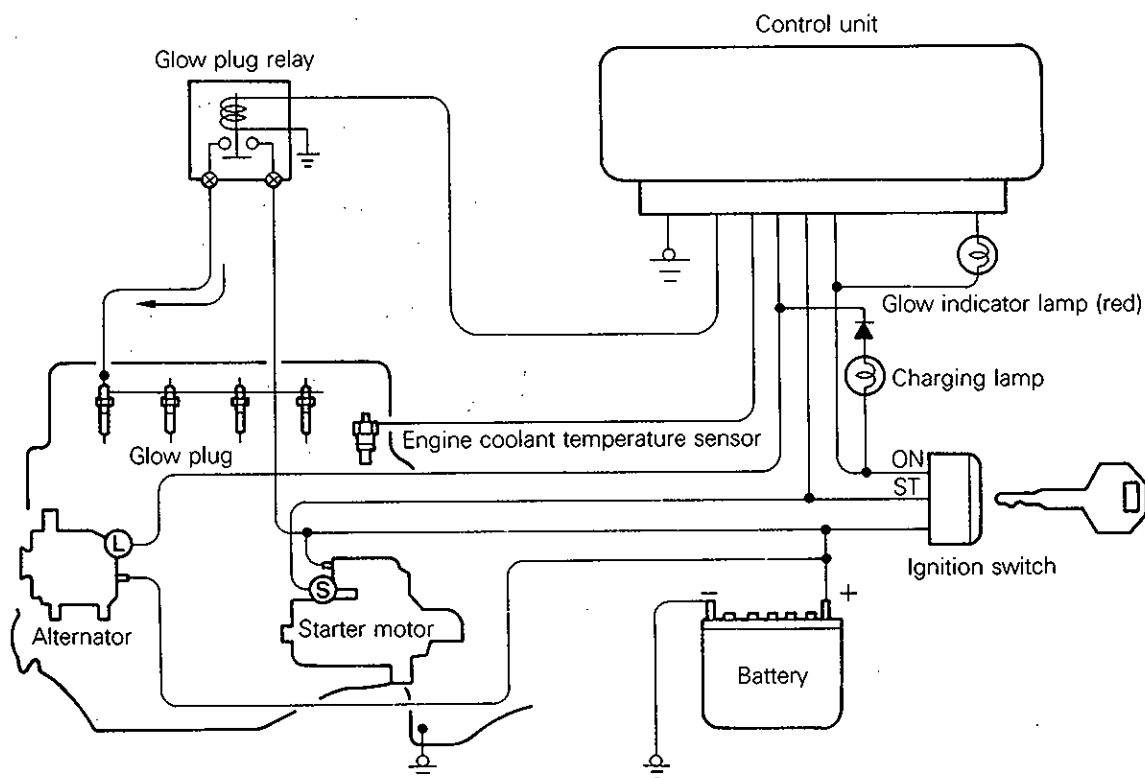 Control unit
Glow plug relay
Glow indicator lamp (red)
Charging lamp
Engine coolant temperature sensor
Glow plug
ON
ST
L
Ignition switch
S
- +
Alternator
Starter motor
Battery